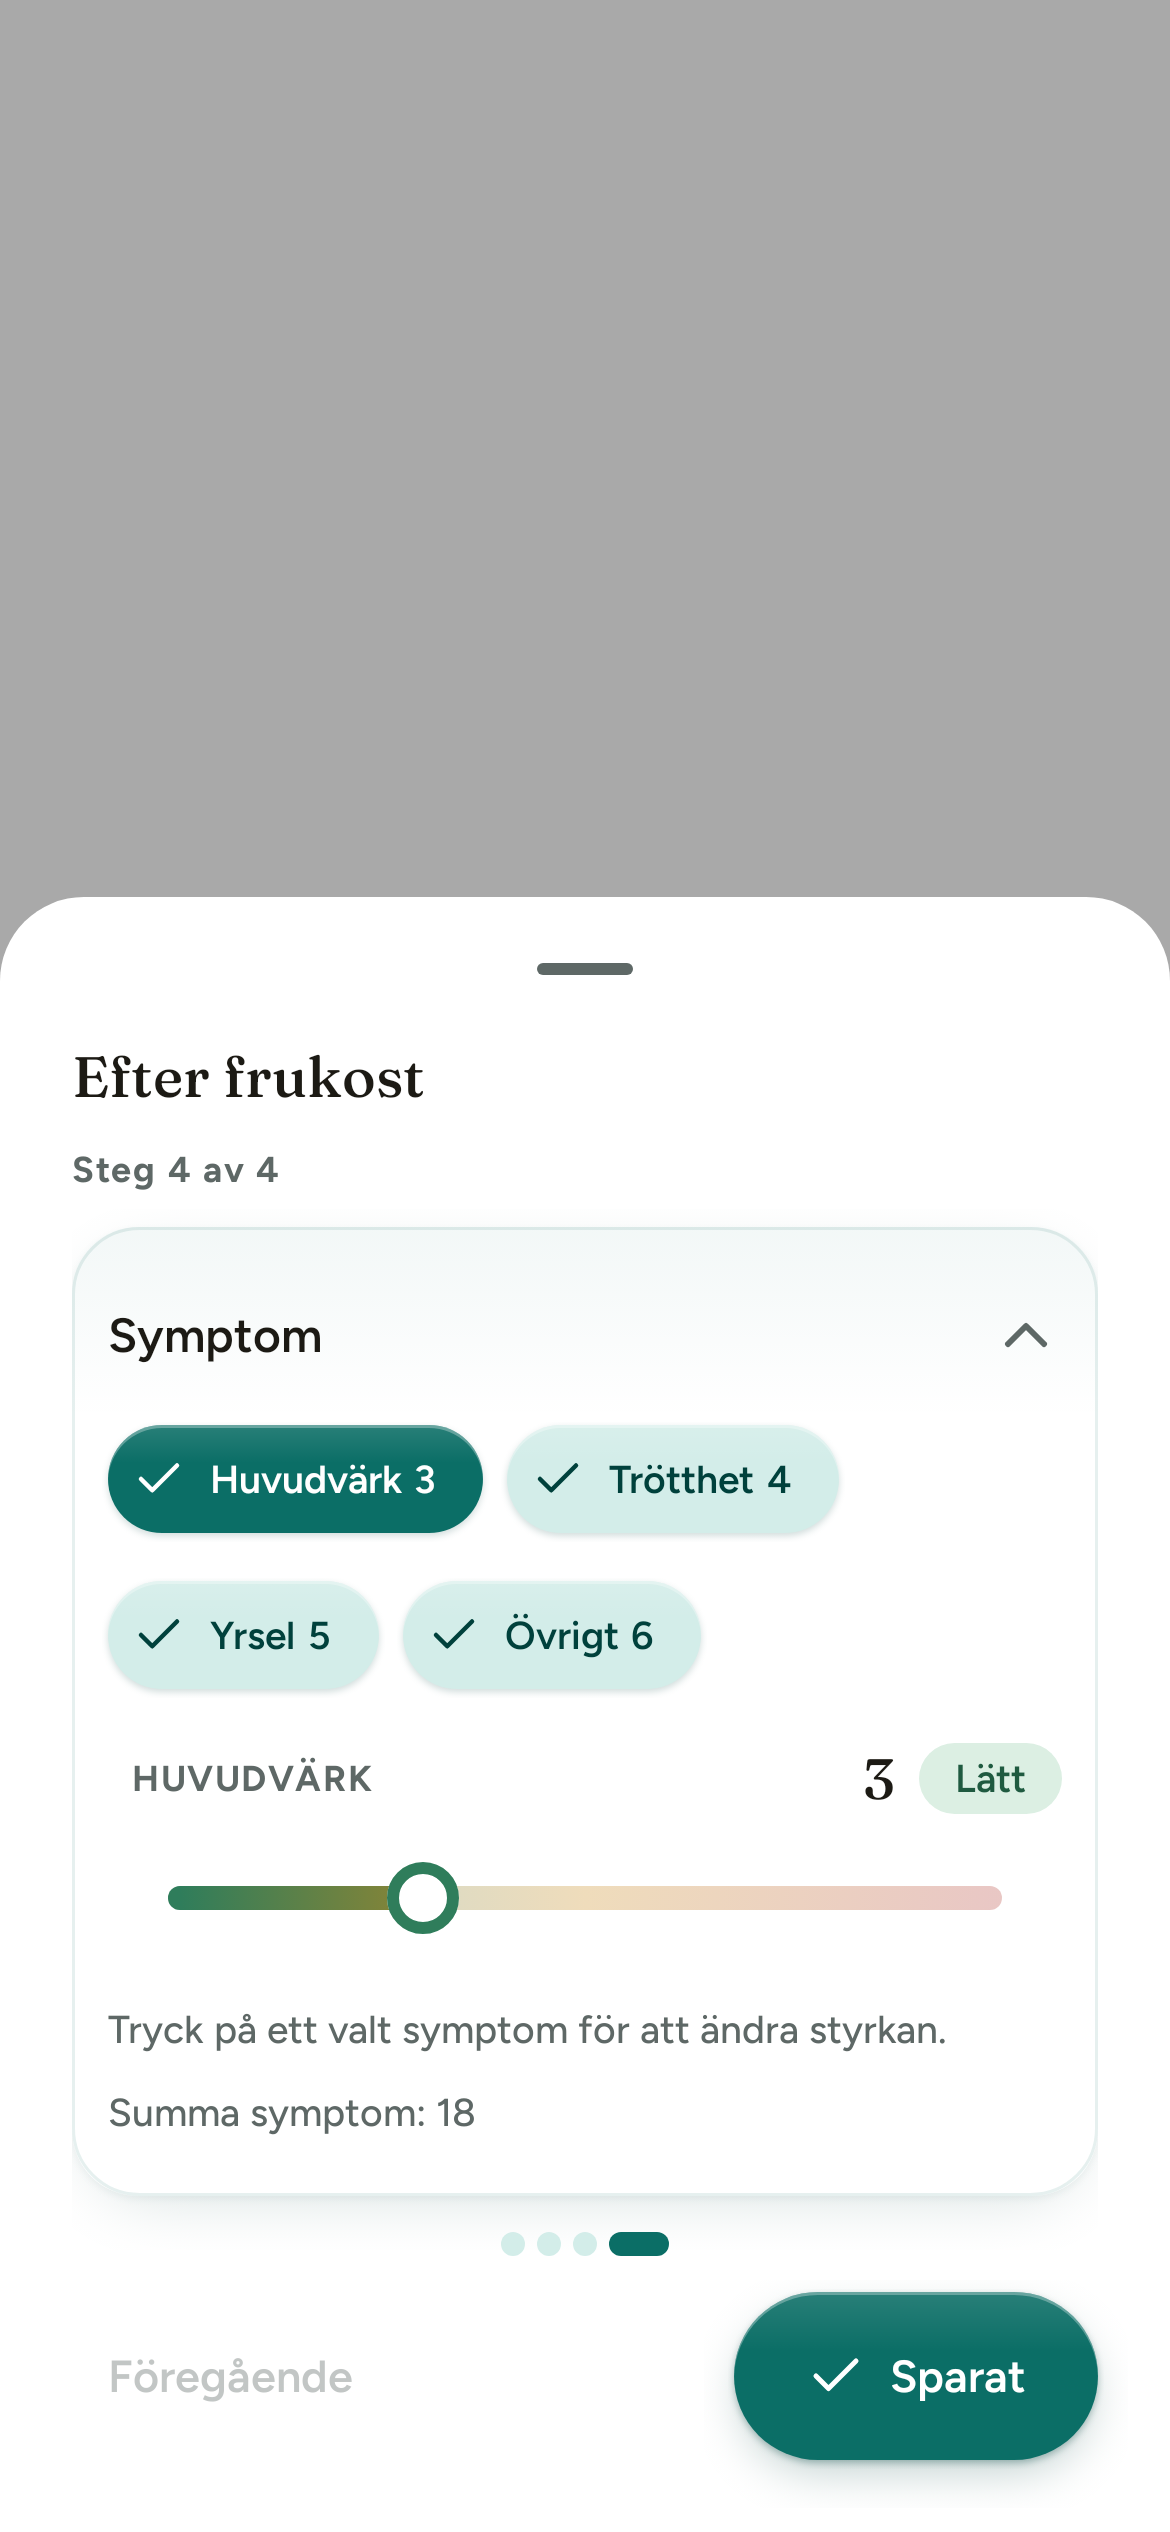 Efter frukost
Steg 4 av 4
Symptom
Huvudvärk 3
Trötthet 4
Yrsel 5
Övrigt 6
HUVUDVÄRK
3
Lätt
Tryck på ett valt symptom för att ändra styrkan.
Summa symptom: 18
Föregående
Sparat